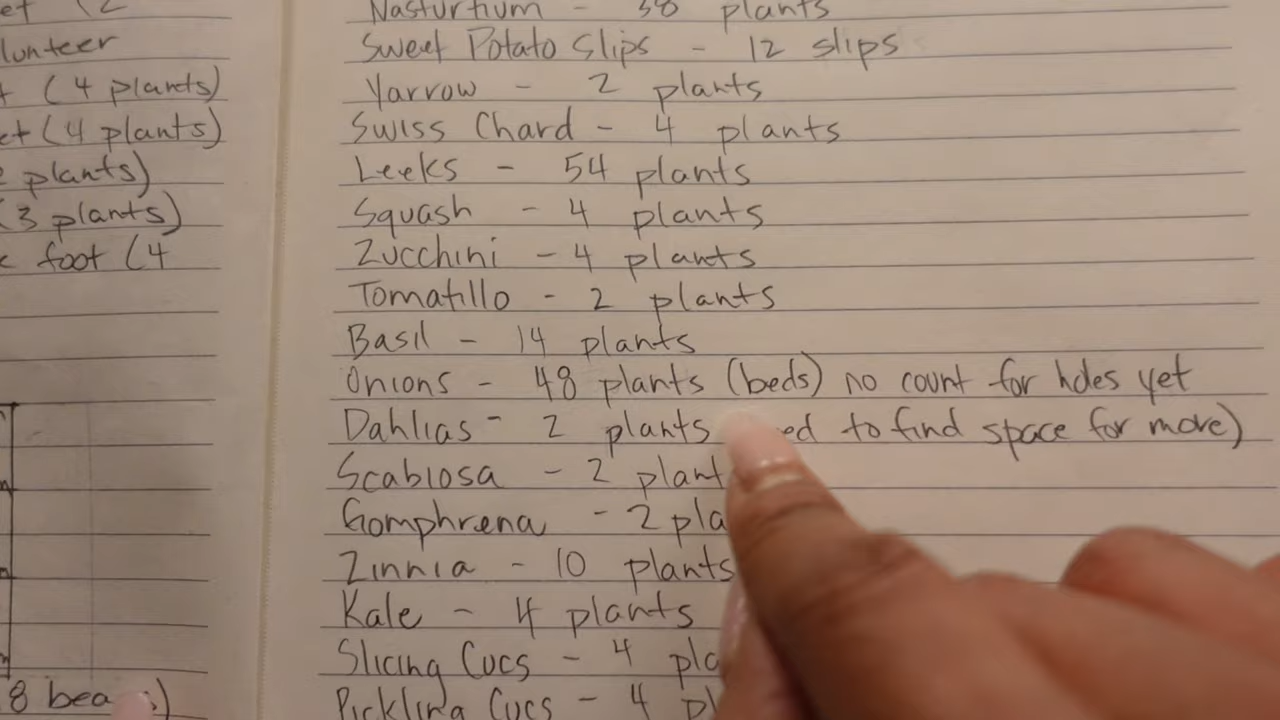 lunteer
(4 plants)
(4 plants)
plants)
(3 plants)
foot (4
8 bea
Nasturtium - 38 plants
Sweet Potato Slips - 12 slips
Yarrow - 2 plants
Swiss Chard - 4 plants
Leeks - 54 plants
Squash - 4 plants
Zucchini - 4 plants
Tomatillo - 2 plants
Basil - 14 plants
Onions - 48 plants (beds) no count for holes yet
Dahlias - 2 plants ed to find space for more)
Scabiosa - 2 plant
Gomphrena - 2 pla
Zinnia - 10 plants
Kale - 4 plants
Slicing Cucs - 4 pla
Pickling Cucs - 4 pl